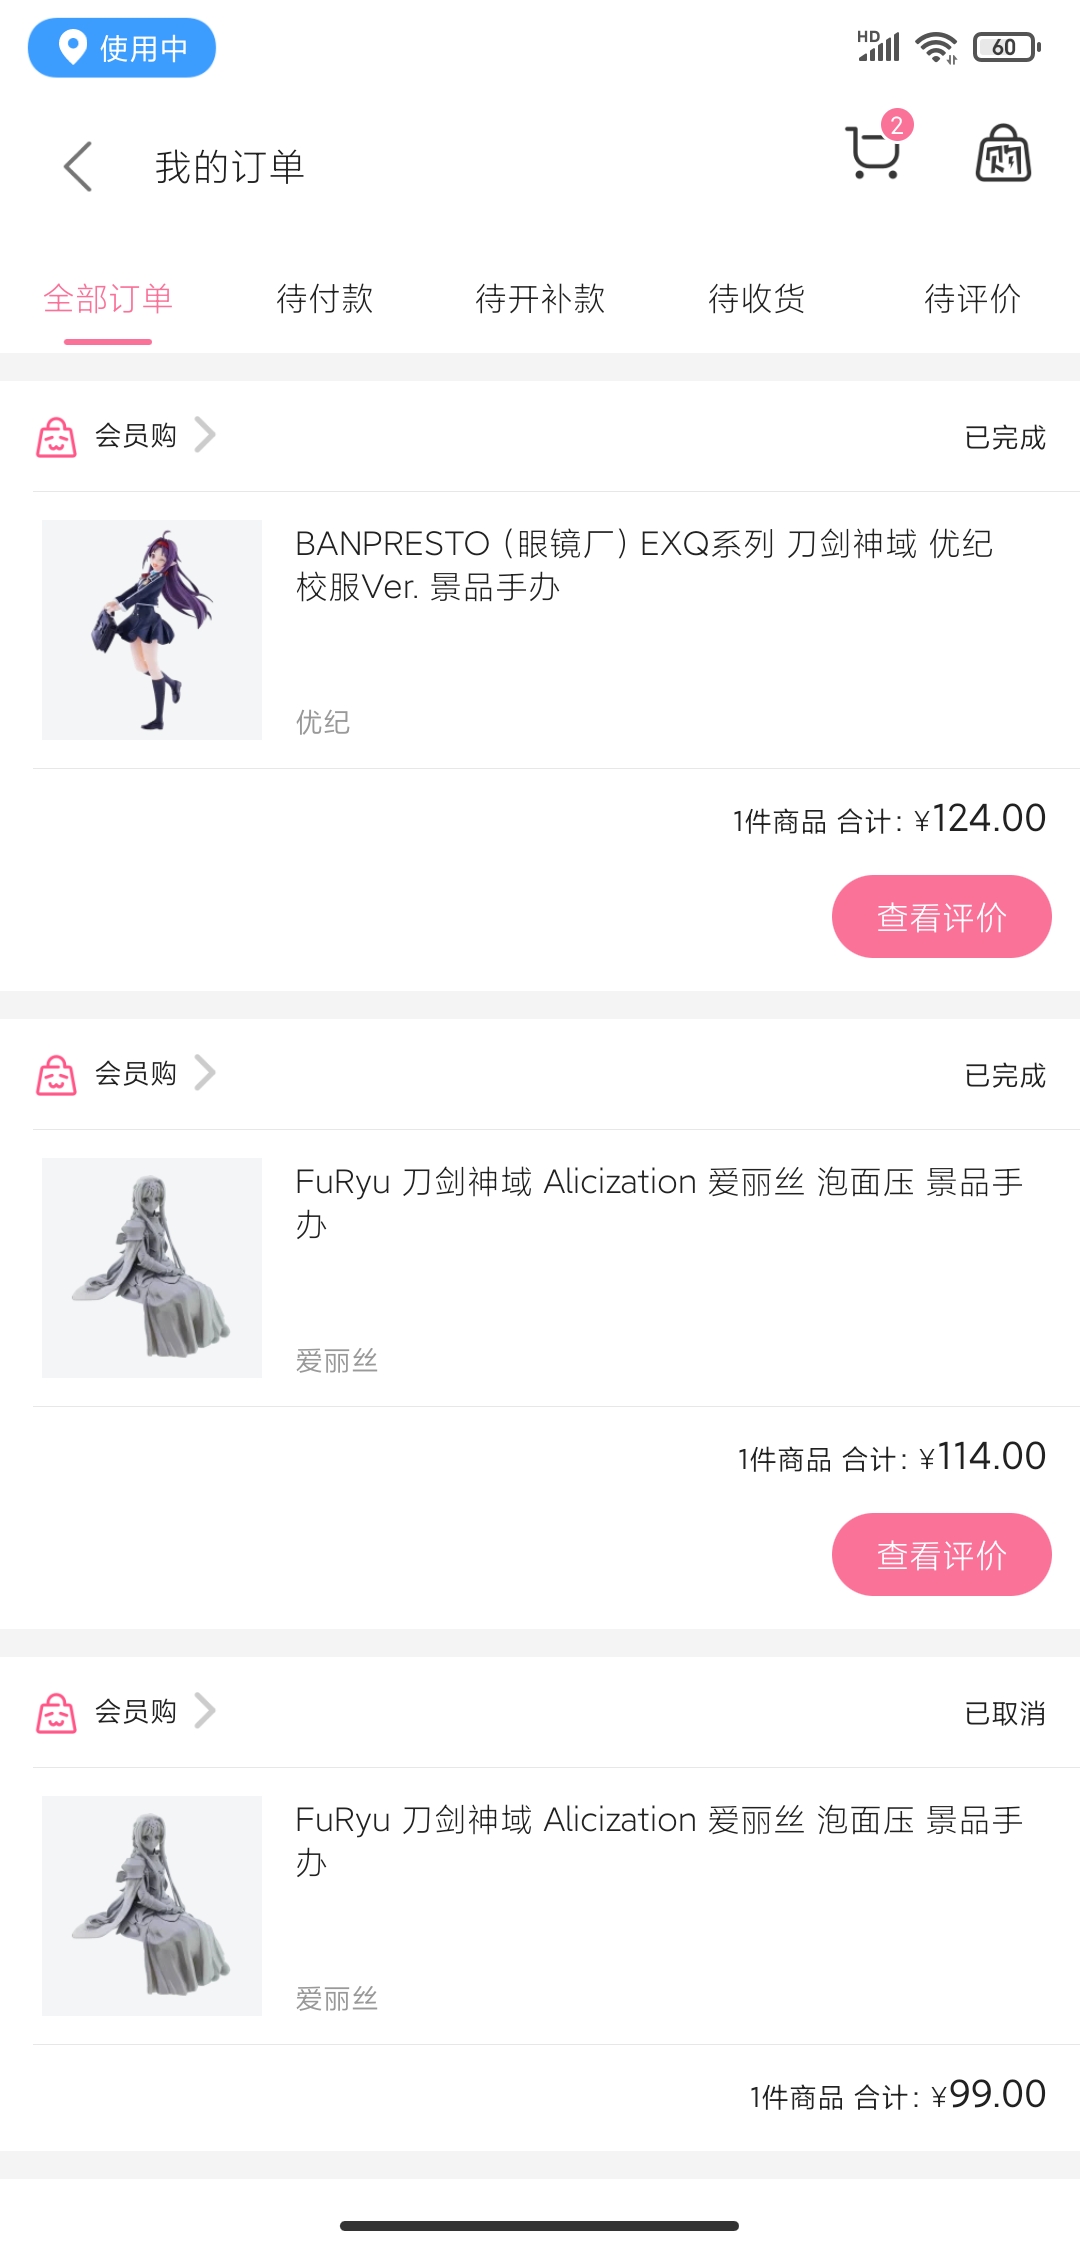 使用中
HD
60
我的订单
2
购
全部订单
待付款
待开补款
待收货
待评价
会员购
已完成
BANPRESTO（眼镜厂）EXQ系列 刀剑神域 优纪
校服Ver. 景品手办
优纪
1件商品 合计：¥124.00
查看评价
会员购
已完成
FuRyu 刀剑神域 Alicization 爱丽丝 泡面压 景品手
办
爱丽丝
1件商品 合计：¥114.00
查看评价
会员购
已取消
FuRyu 刀剑神域 Alicization 爱丽丝 泡面压 景品手
办
爱丽丝
1件商品 合计：¥99.00